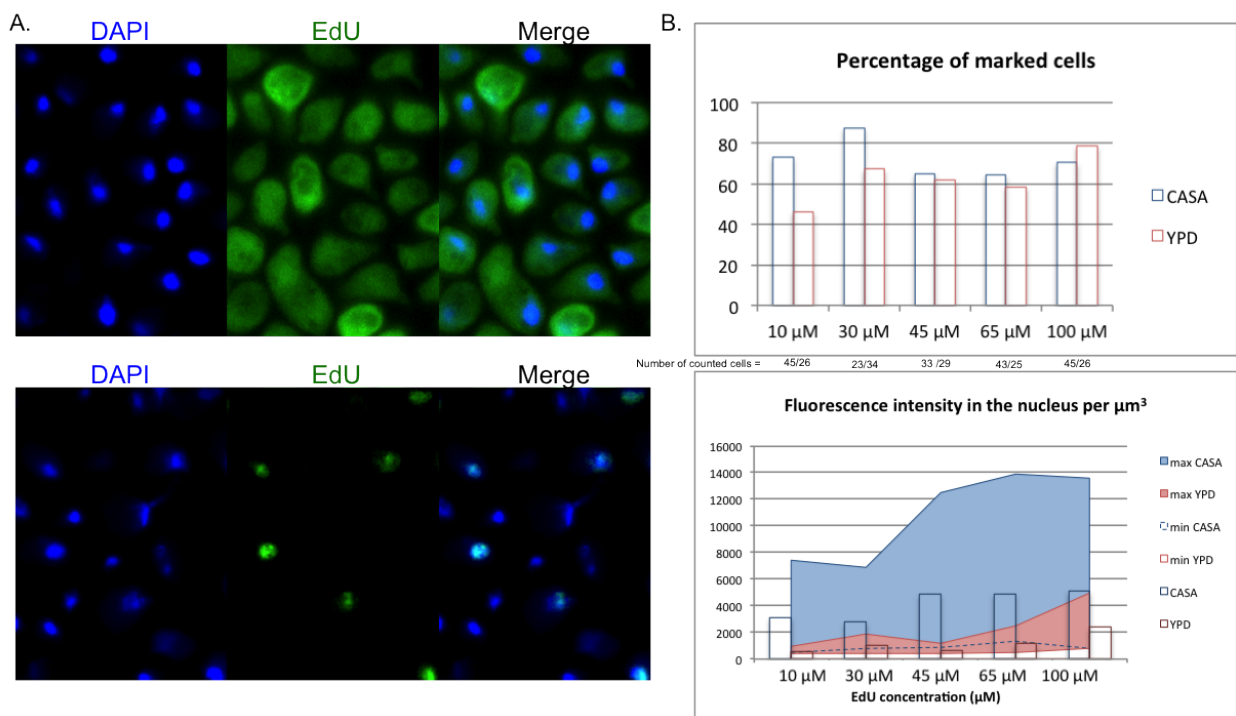 A.
DAPI EdU Merge
DAPI EdU Merge
B.
Percentage of marked cells
100
80
60
40
20
0
10 µM 30 µM 45 µM 65 µM 100 µM
CASA
YPD
Number of counted cells = 45/26 23/34 33 /29 43/25 45/26
Fluorescence intensity in the nucleus per µm³
16000
14000
12000
10000
8000
6000
4000
2000
0
10 µM 30 µM 45 µM 65 µM 100 µM
EdU concentration (µM)
max CASA
max YPD
min CASA
min YPD
CASA
YPD